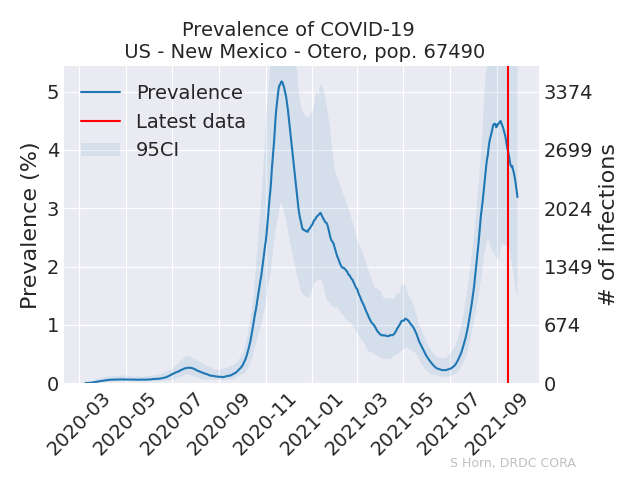 Prevalence of COVID-19
US - New Mexico - Otero, pop. 67490
Prevalence
Latest data
95CI
Prevalence (%)
5
4
3
2
1
0
3374
2699
2024
1349
674
0
# of infections
2020-03
2020-05
2020-07
2020-09
2020-11
2021-01
2021-03
2021-05
2021-07
2021-09
S Horn, DRDC CORA